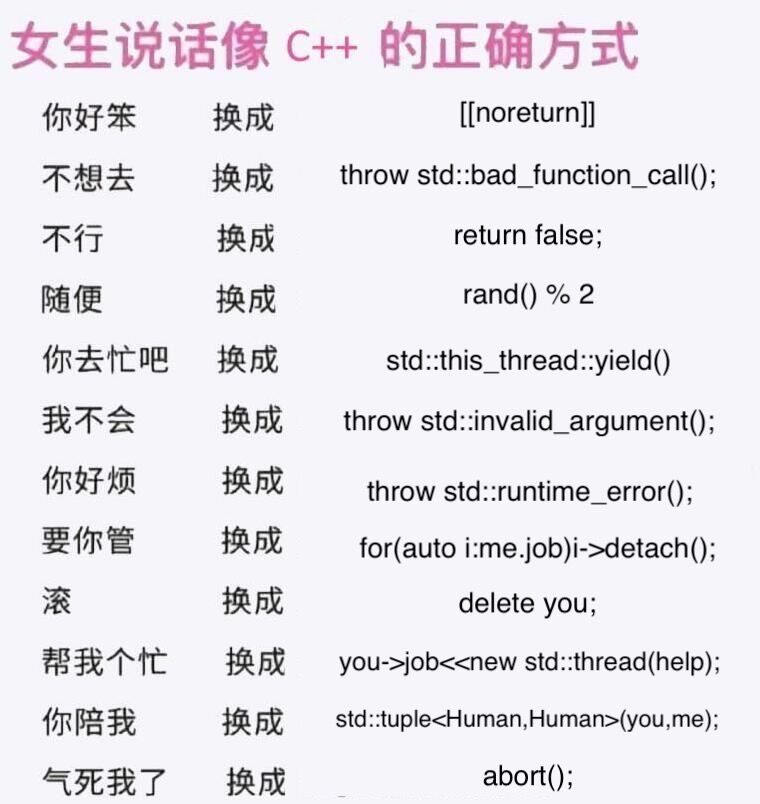 女生说话像 C++ 的正确方式
你好笨 换成 [[noreturn]]
不想去 换成 throw std::bad_function_call();
不行 换成 return false;
随便 换成 rand() % 2
你去忙吧 换成 std::this_thread::yield()
我不会 换成 throw std::invalid_argument();
你好烦 换成 throw std::runtime_error();
要你管 换成 for(auto i:me.job)i->detach();
滚 换成 delete you;
帮我个忙 换成 you->job<<new std::thread(help);
你陪我 换成 std::tuple<Human,Human>(you,me);
气死我了 换成 abort();